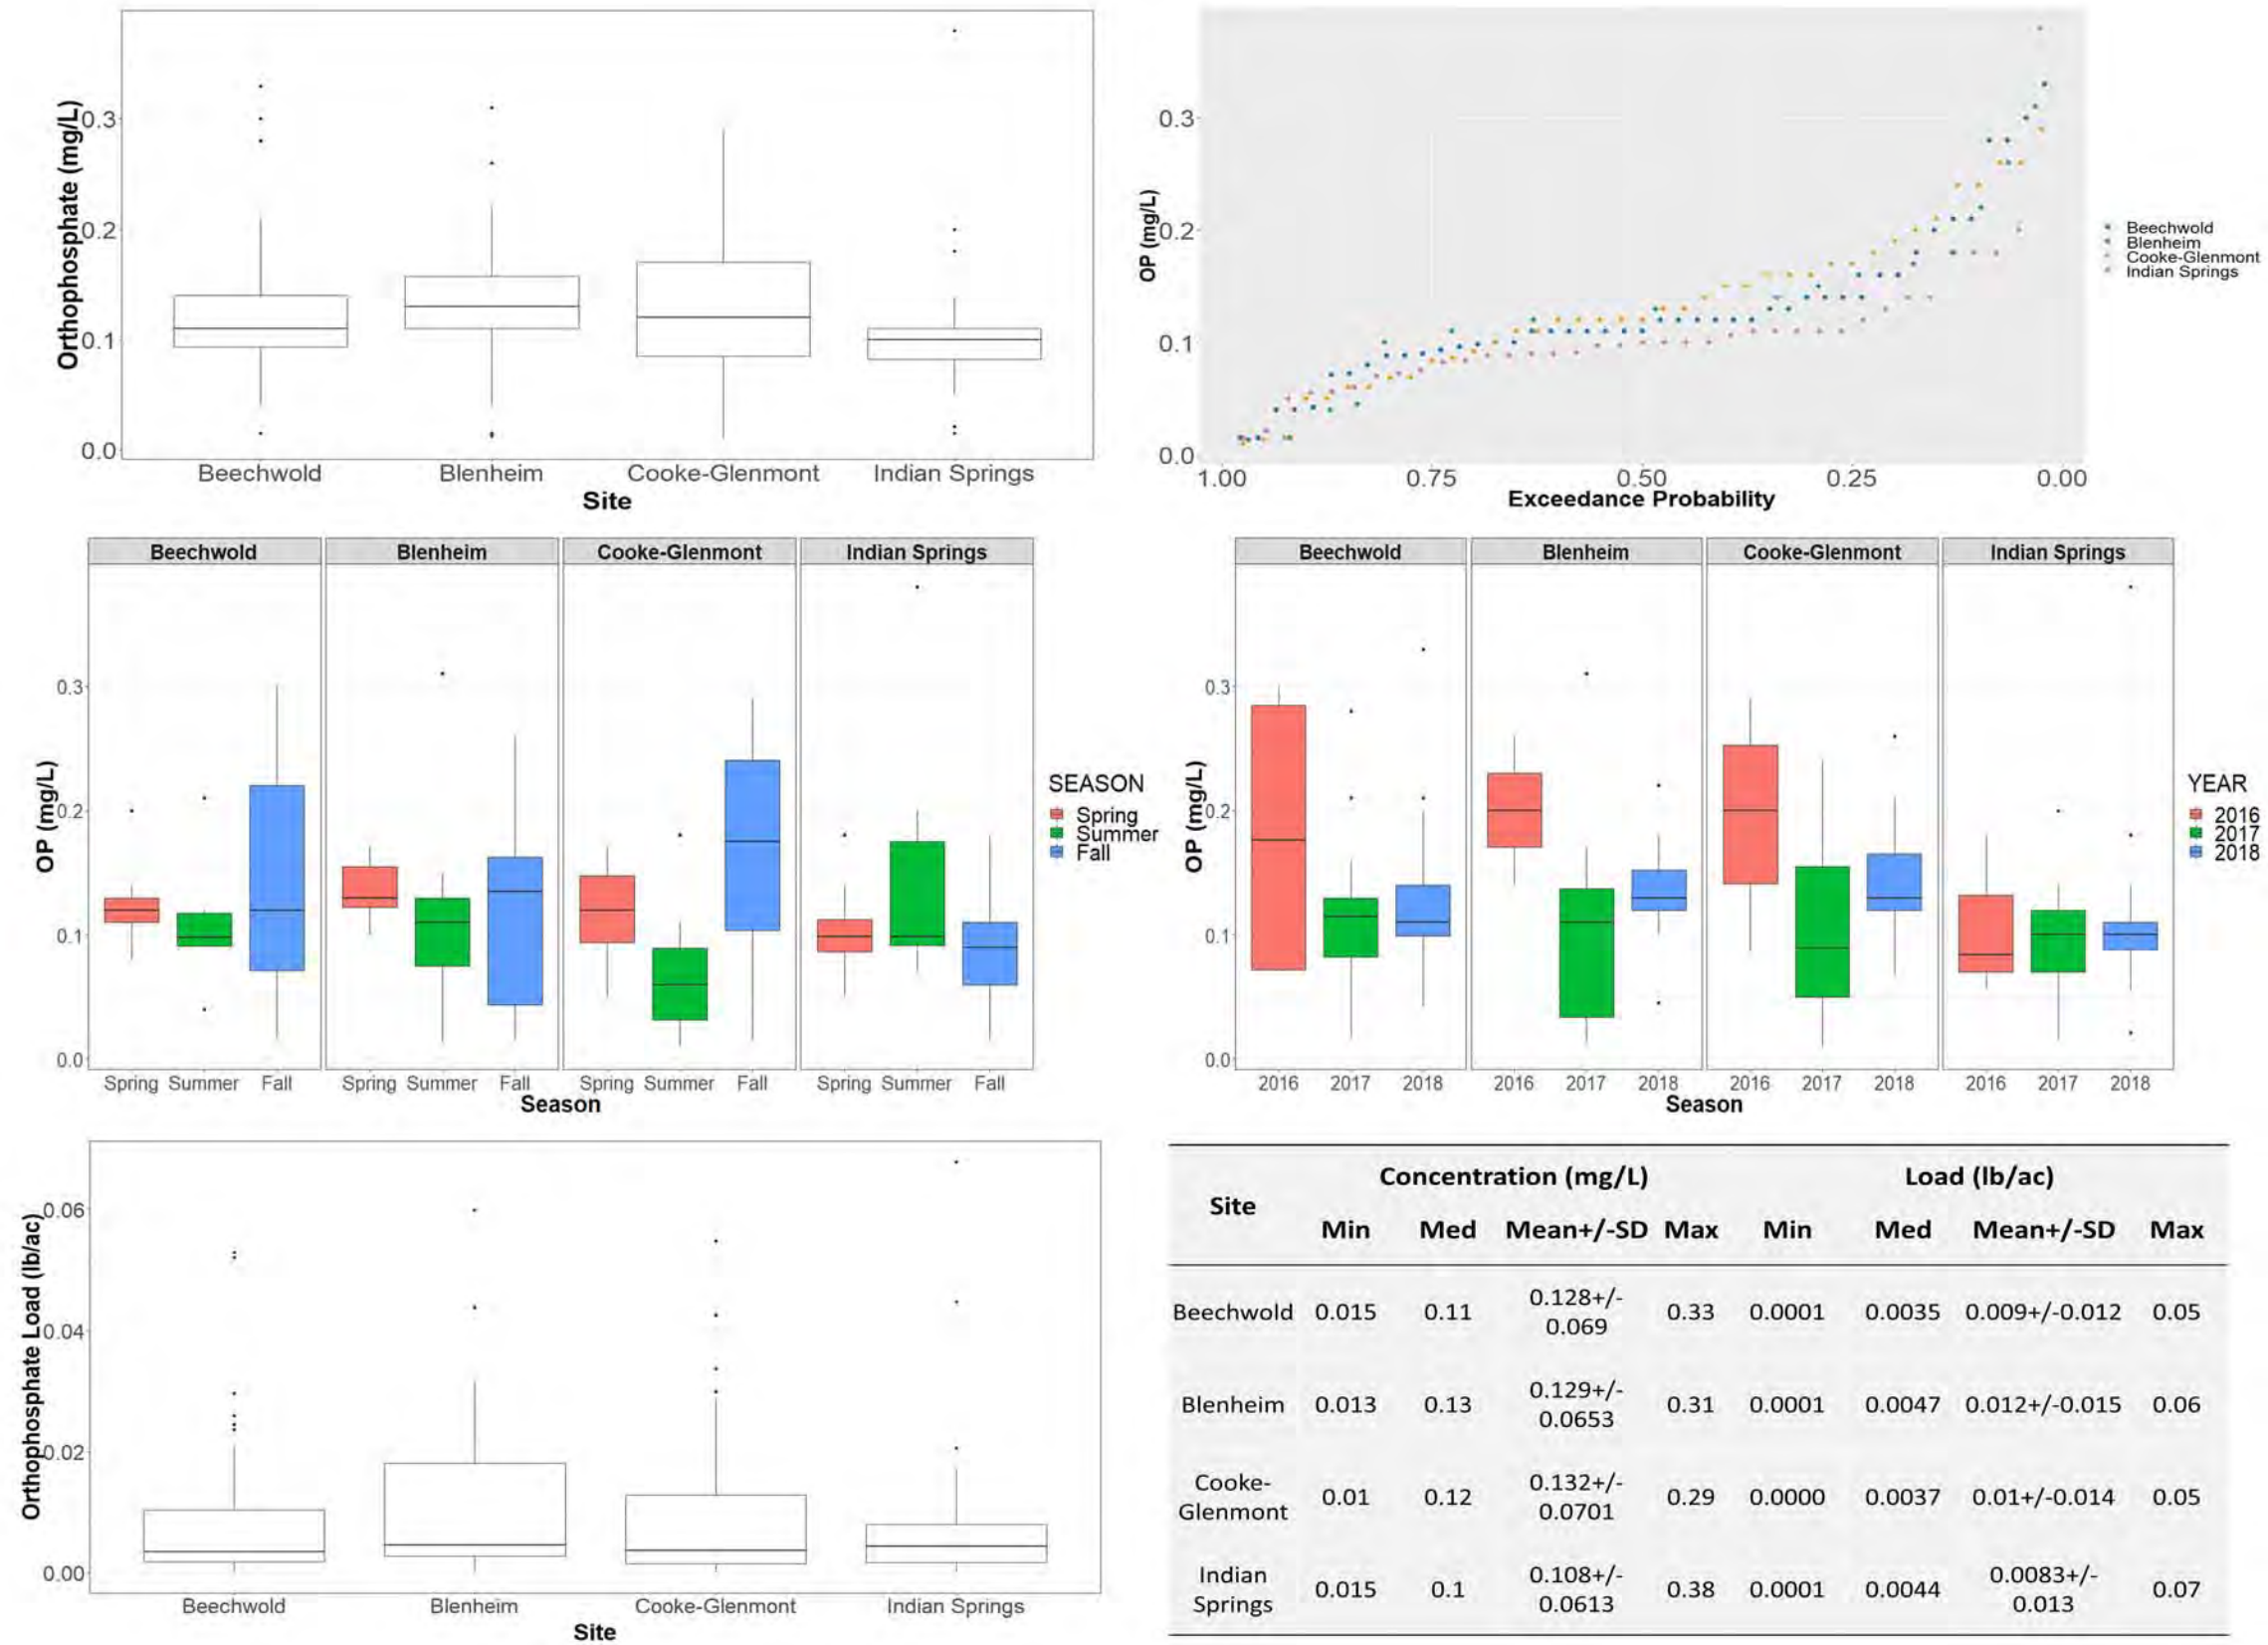 Orthophosphate (mg/L)
0.3
0.2
0.1
0.0
Beechwold Blenheim Cooke-Glenmont Indian Springs
Site
OP (mg/L)
0.3
0.2
0.1
0.0
1.00 0.75 0.50 0.25 0.00
Exceedance Probability
Beechwold
Blenheim
Cooke-Glenmont
Indian Springs
Beechwold Blenheim Cooke-Glenmont Indian Springs
OP (mg/L)
0.3
0.2
0.1
0.0
Spring Summer Fall Spring Summer Fall Spring Summer Fall Spring Summer Fall
Season
SEASON
Spring
Summer
Fall
Beechwold Blenheim Cooke-Glenmont Indian Springs
OP (mg/L)
0.3
0.2
0.1
0.0
2016 2017 2018 2016 2017 2018 2016 2017 2018 2016 2017 2018
Season
YEAR
2016
2017
2018
Orthophosphate Load (lb/ac)
0.06
0.04
0.02
0.00
Beechwold Blenheim Cooke-Glenmont Indian Springs
Site
Concentration (mg/L) Load (lb/ac)
Site
Min Med Mean+/-SD Max Min Med Mean+/-SD Max
Beechwold 0.015 0.11 0.128+/-
0.069 0.33 0.0001 0.0035 0.009+/-0.012 0.05
Blenheim 0.013 0.13 0.129+/-
0.0653 0.31 0.0001 0.0047 0.012+/-0.015 0.06
Cooke-
Glenmont 0.01 0.12 0.132+/-
0.0701 0.29 0.0000 0.0037 0.01+/-0.014 0.05
Indian
Springs 0.015 0.1 0.108+/-
0.0613 0.38 0.0001 0.0044 0.0083+/-
0.013 0.07